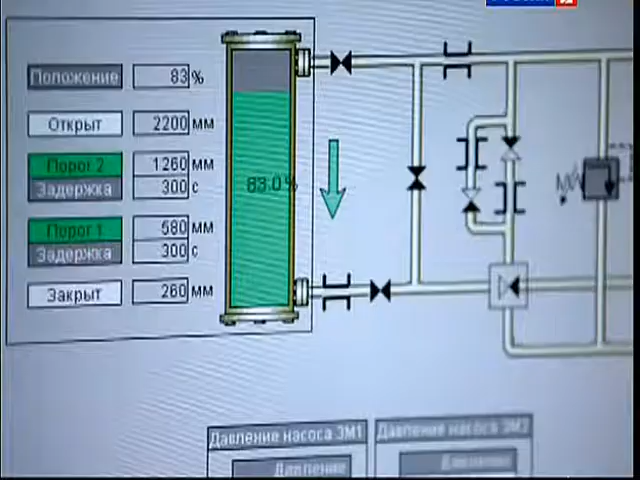 Положение 83 %
Открыт 2200 мм
Порог 2 1260 мм
Задержка 300 с
Порог 1 580 мм
Задержка 300 с
Закрыт 260 мм
83.0%
Давление насоса ЭМ1
Давление насоса ЭМ2
Давление
Давление